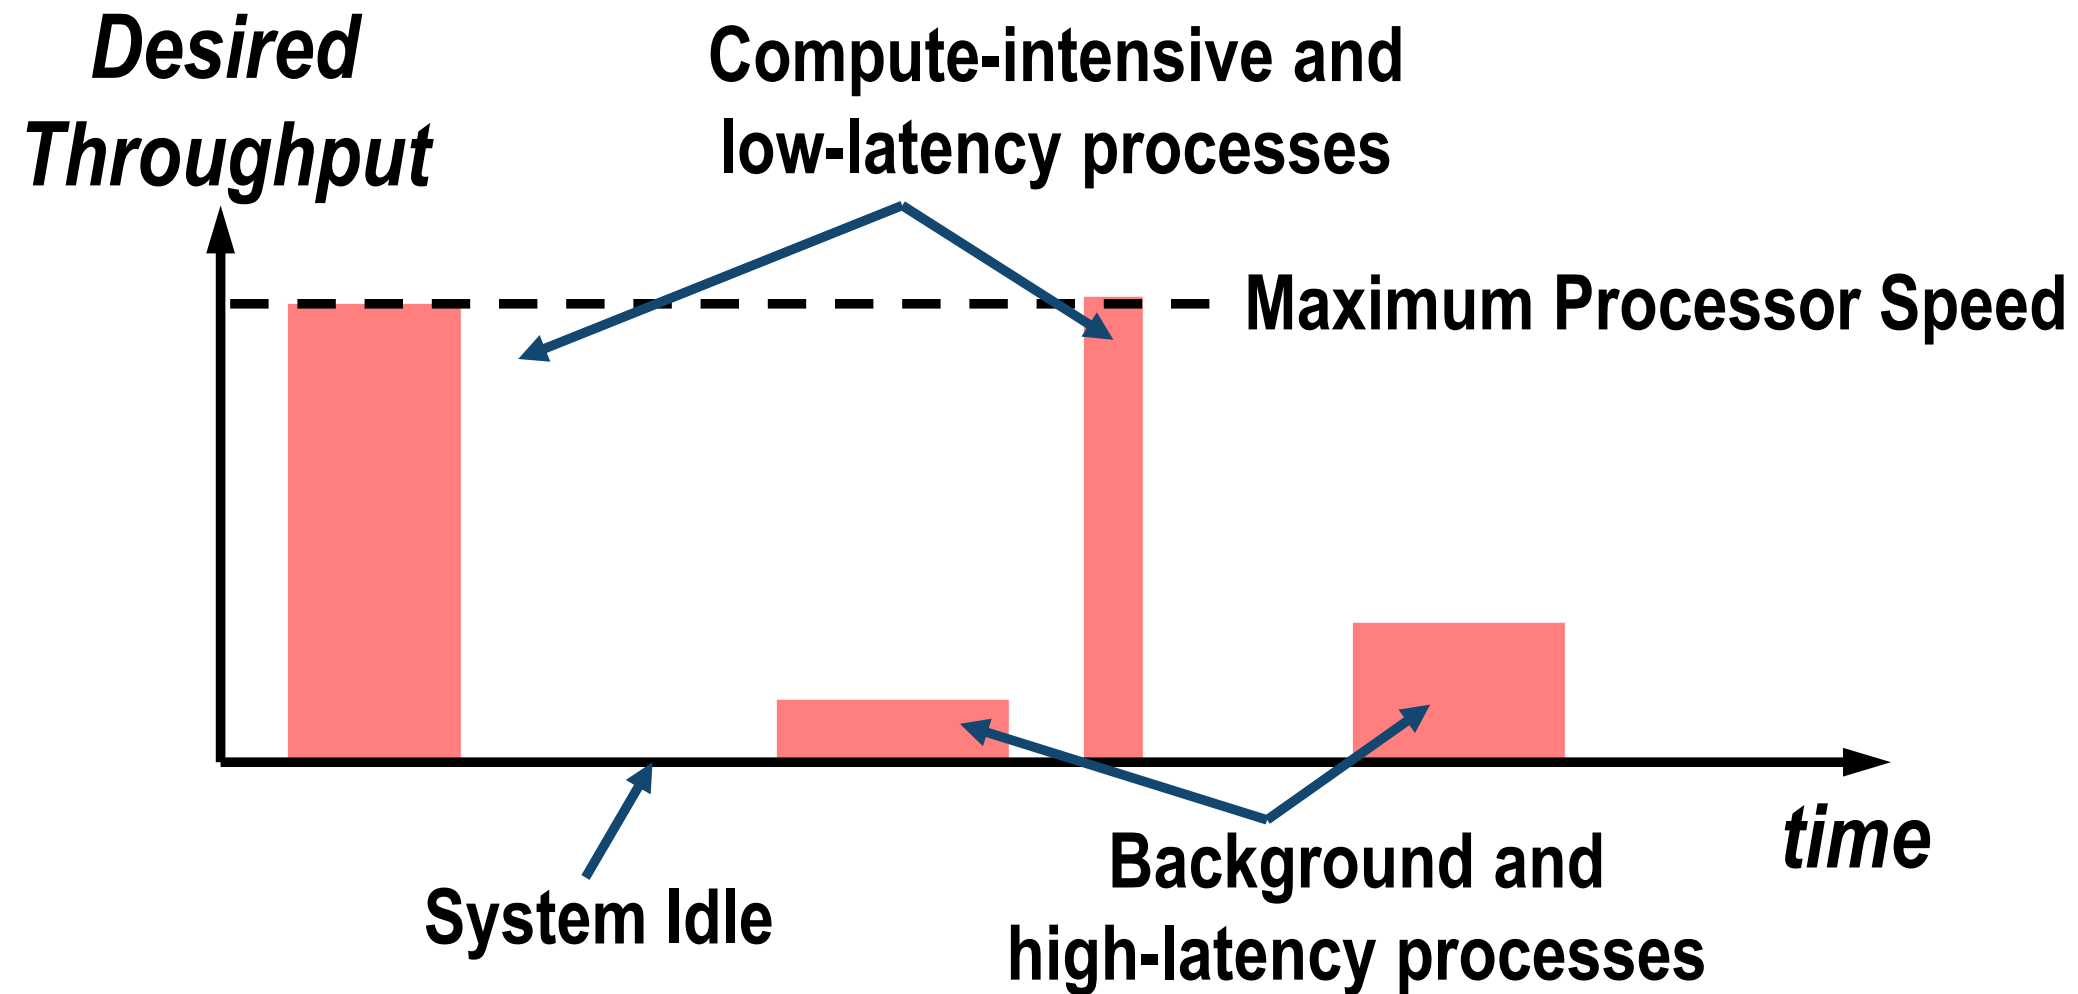 Desired
Throughput
Compute-intensive and
low-latency processes
Maximum Processor Speed
time
System Idle
Background and
high-latency processes